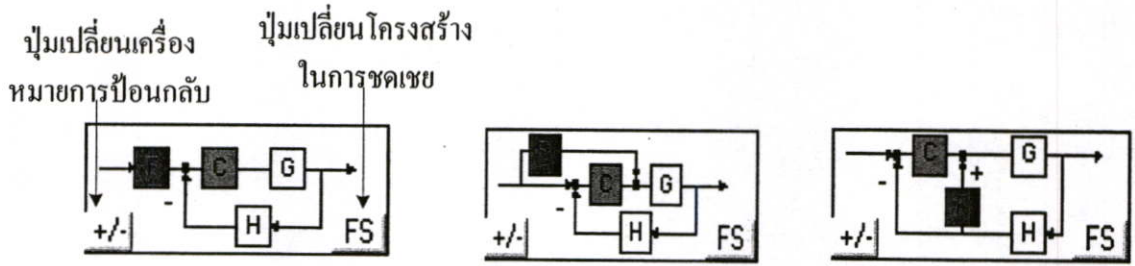 ปุ่มเปลี่ยนเครื่อง
หมายการป้อนกลับ
ปุ่มเปลี่ยนโครงสร้าง
ในการชดเชย
F C G
-
H
+/- FS
C G
-
H
+/- FS
C G
- +
H
+/- FS